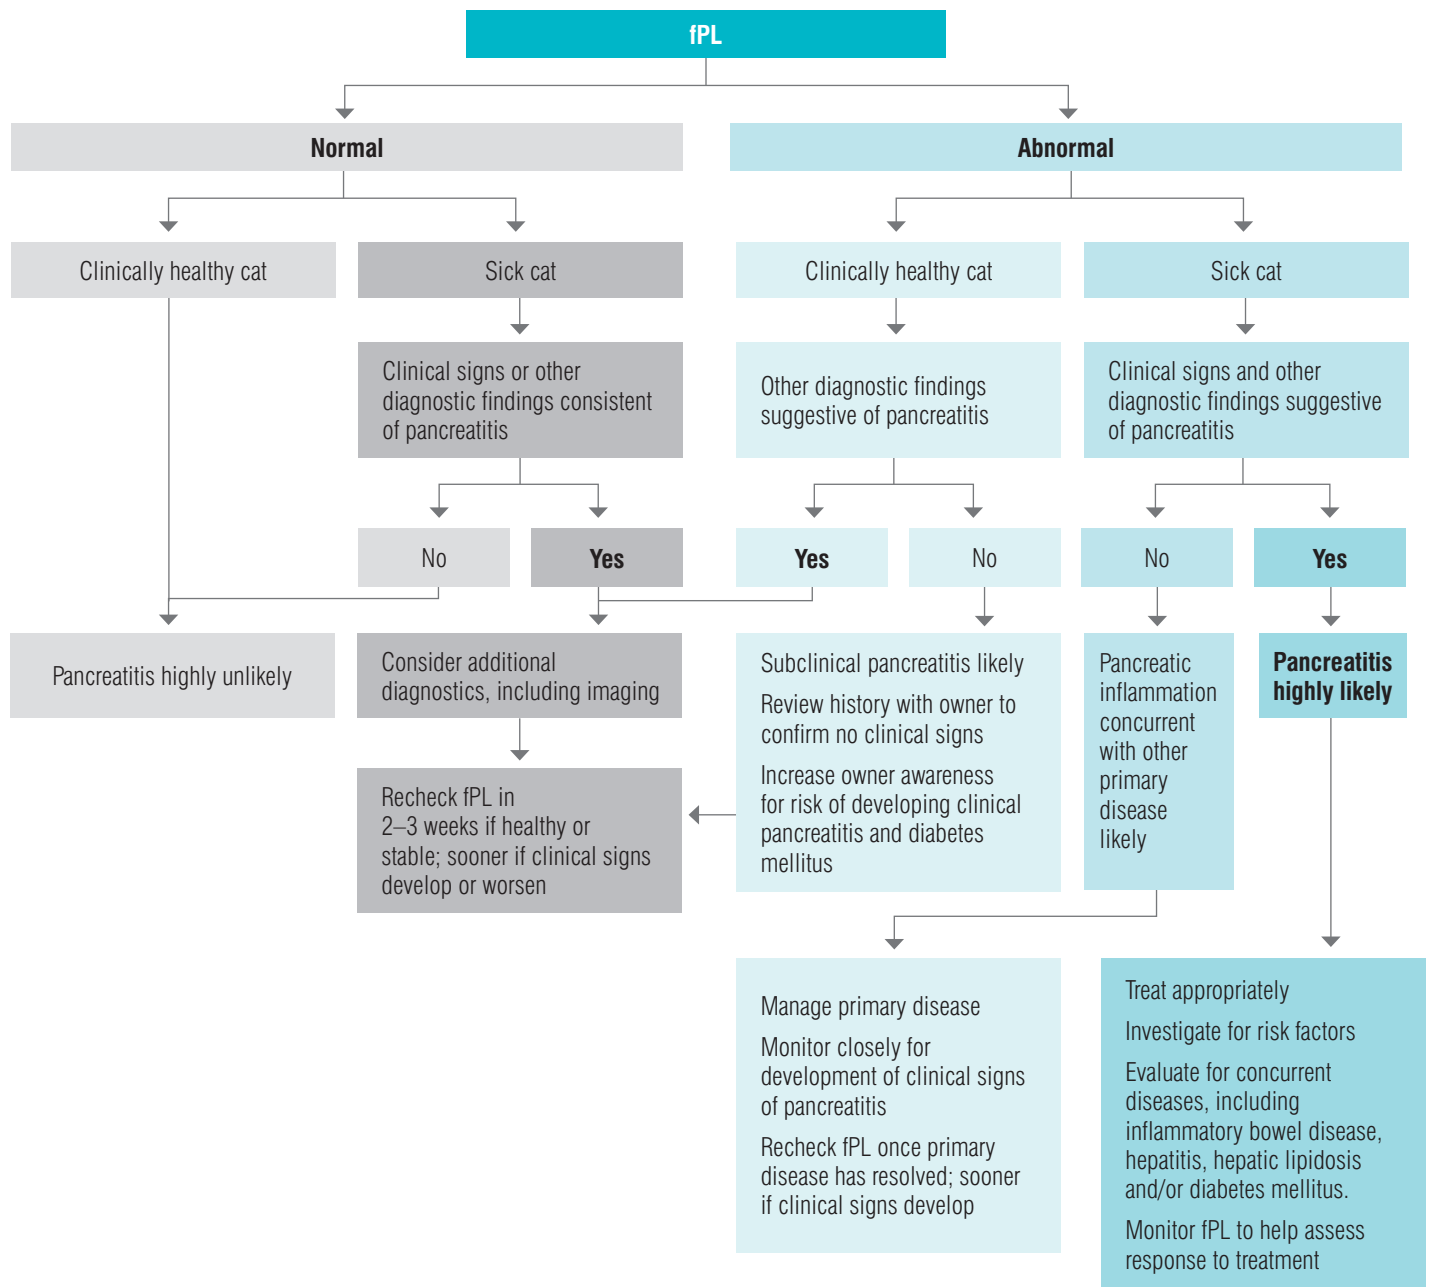 fPL
Normal
Abnormal
Clinically healthy cat
Sick cat
Clinically healthy cat
Sick cat
Clinical signs or other
diagnostic findings consistent
of pancreatitis
Other diagnostic findings
suggestive of pancreatitis
Clinical signs and other
diagnostic findings suggestive
of pancreatitis
No
Yes
Yes
No
No
Yes
Pancreatitis highly unlikely
Consider additional
diagnostics, including imaging
Subclinical pancreatitis likely
Review history with owner to
confirm no clinical signs
Increase owner awareness
for risk of developing clinical
pancreatitis and diabetes
mellitus
Pancreatic
inflammation
concurrent
with other
primary
disease
likely
Pancreatitis
highly likely
Recheck fPL in
2–3 weeks if healthy or
stable; sooner if clinical signs
develop or worsen
Manage primary disease
Monitor closely for
development of clinical signs
of pancreatitis
Recheck fPL once primary
disease has resolved; sooner
if clinical signs develop
Treat appropriately
Investigate for risk factors
Evaluate for concurrent
diseases, including
inflammatory bowel disease,
hepatitis, hepatic lipidosis
and/or diabetes mellitus.
Monitor fPL to help assess
response to treatment